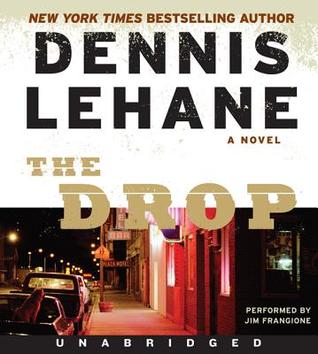 NEW YORK TIMES BESTSELLING AUTHOR
DENNIS
LEHANE
A NOVEL
THE
DROP
PERFORMED BY
JIM FRANGIONE
UNABRIDGED